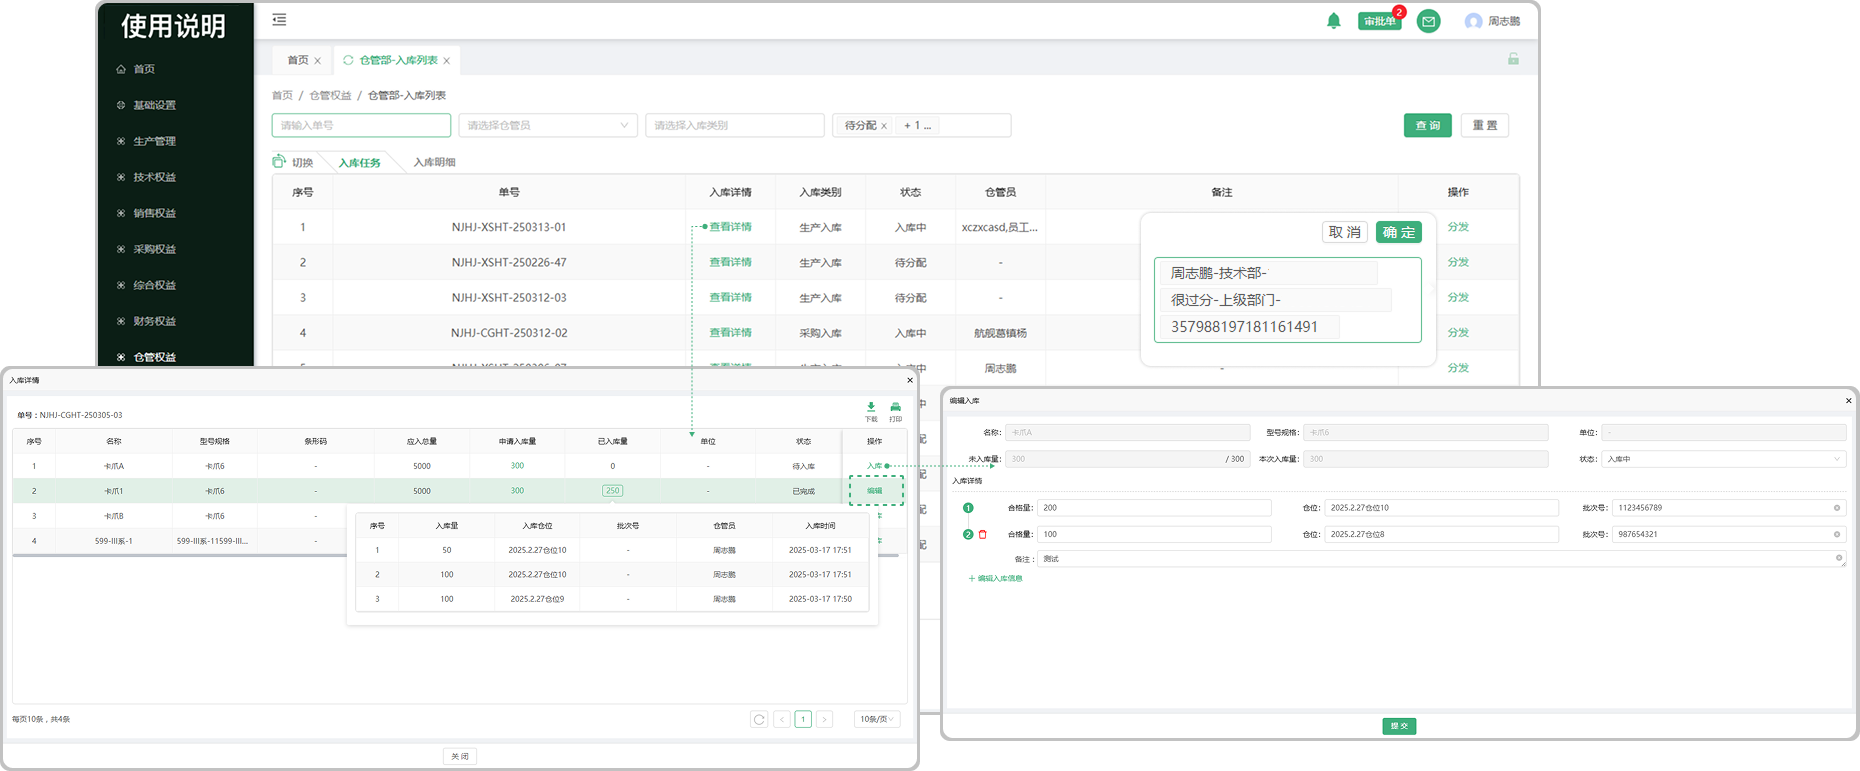 使用说明
首页
基础设置
生产管理
技术权益
销售权益
采购权益
综合权益
财务权益
仓管权益
审批单 2 周志鹏
首页 x 仓管部-入库列表 x
首页 / 仓管权益 / 仓管部-入库列表
请输入单号 请选择仓管员 请选择入库类别 待分配 x + 1 ... 查 询 重 置
切换 入库任务 入库明细
序号 单号 入库详情 入库类别 状态 仓管员 备注 操作
1 NJHJ-XSHT-250313-01 查看详情 生产入库 入库中 xczxcasd,员工... 分发
2 NJHJ-XSHT-250226-47 查看详情 生产入库 待分配 - 分发
3 NJHJ-XSHT-250312-03 查看详情 生产入库 待分配 - 分发
4 NJHJ-CGHT-250312-02 查看详情 采购入库 入库中 航舰葛镇杨 分发
周志鹏 - 分发
取 消 确 定
周志鹏-技术部-
很过分-上级部门-
357988197181161491
入库详情
单号：NJHJ-CGHT-250305-03 下载 打印
序号 名称 型号规格 条形码 应入总量 申请入库量 已入库量 单位 状态 操作
1 卡爪A 卡爪6 - 5000 300 0 - 待入库 入库
2 卡爪1 卡爪6 - 5000 300 250 - 已完成 编辑
3 卡爪B 卡爪6 -
4 599-III系-1 599-III系-11599-III... -
序号 入库量 入库仓位 批次号 仓管员 入库时间
1 50 2025.2.27仓位10 - 周志鹏 2025-03-17 17:51
2 100 2025.2.27仓位10 - 周志鹏 2025-03-17 17:51
3 100 2025.2.27仓位9 - 周志鹏 2025-03-17 17:50
每页10条，共4条 < 1 > 10条/页
关 闭
编辑入库
名称: 卡爪A 型号规格: 卡爪6 单位: -
未入库量: 300 / 300 本次入库量: 300 状态: 入库中
入库详情
1 合格量: 200 仓位: 2025.2.27仓位10 批次号: 1123456789
2 合格量: 100 仓位: 2025.2.27仓位8 批次号: 987654321
备注: 测试
+ 编辑入库信息
提 交